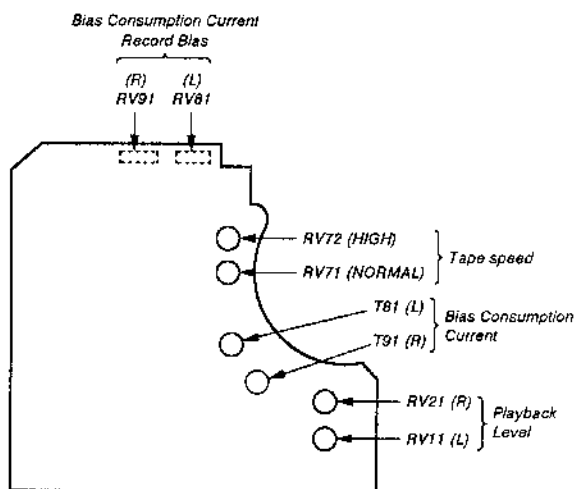 Bias Consumption Current
Record Bias
(R) (L)
RV91 RV81
RV72 (HIGH)
RV71 (NORMAL)
Tape speed
T81 (L)
T91 (R)
Bias Consumption
Current
RV21 (R)
RV11 (L)
Playback
Level